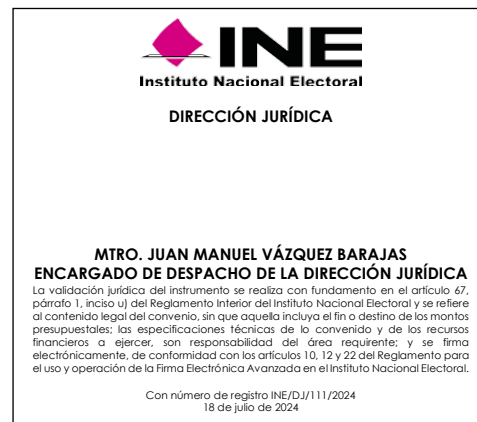 INE
Instituto Nacional Electoral
DIRECCIÓN JURÍDICA
MTRO. JUAN MANUEL VÁZQUEZ BARAJAS
ENCARGADO DE DESPACHO DE LA DIRECCIÓN JURÍDICA
La validación jurídica del instrumento se realiza con fundamento en el artículo 67,
párrafo 1, inciso u) del Reglamento Interior del Instituto Nacional Electoral y se refiere
al contenido legal del convenio, sin que aquella incluya el fin o destino de los montos
presupuestales; las especificaciones técnicas de lo convenido y de los recursos
financieros a ejercer, son responsabilidad del área requirente; y se firma
electrónicamente, de conformidad con los artículos 10, 12 y 22 del Reglamento para
el uso y operación de la Firma Electrónica Avanzada en el Instituto Nacional Electoral.
Con número de registro INE/DJ/111/2024
18 de julio de 2024